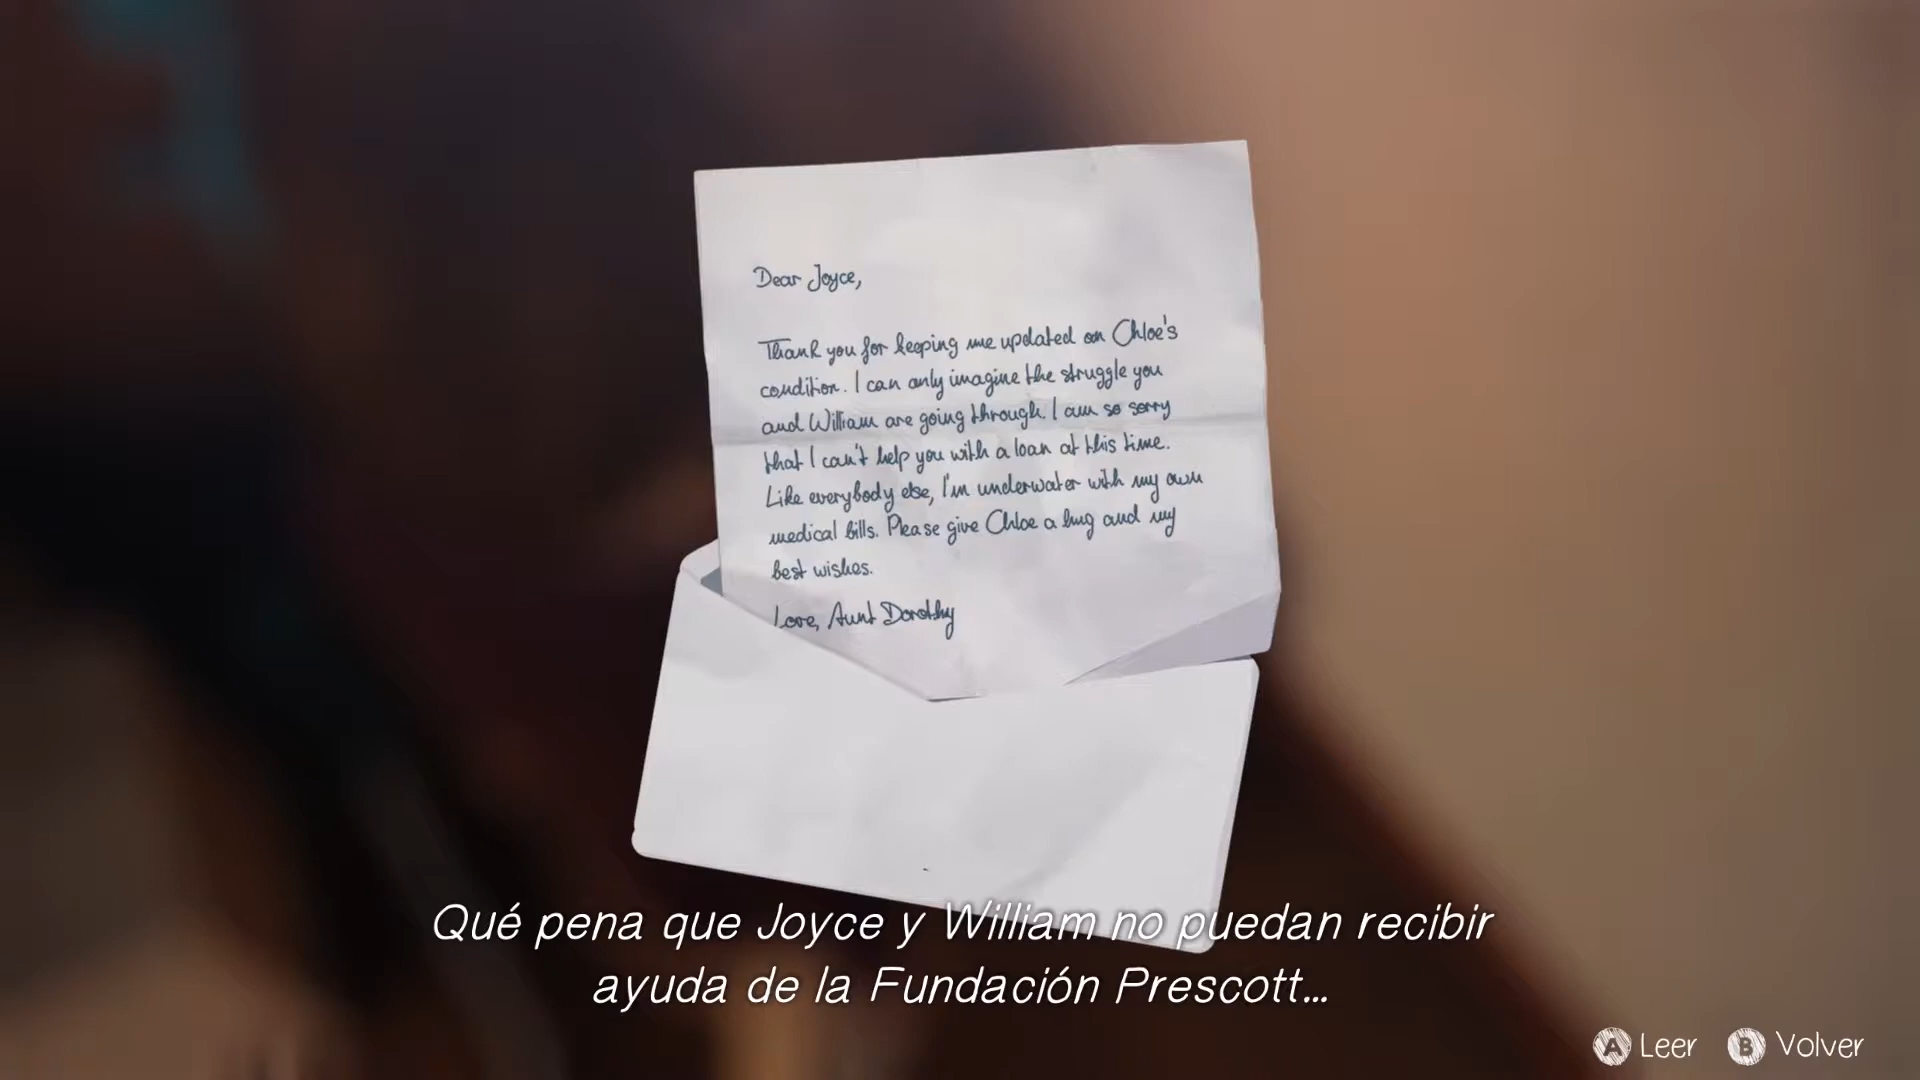 Dear Joyce,
Thank you for keeping me updated on Chloe's
condition. I can only imagine the struggle you
and William are going through. I am so sorry
that I can't help you with a loan at this time.
Like everybody else, I'm underwater with my own
medical bills. Please give Chloe a hug and my
best wishes.
Love, Aunt Dorothy
Qué pena que Joyce y William no puedan recibir
ayuda de la Fundación Prescott...
A Leer B Volver